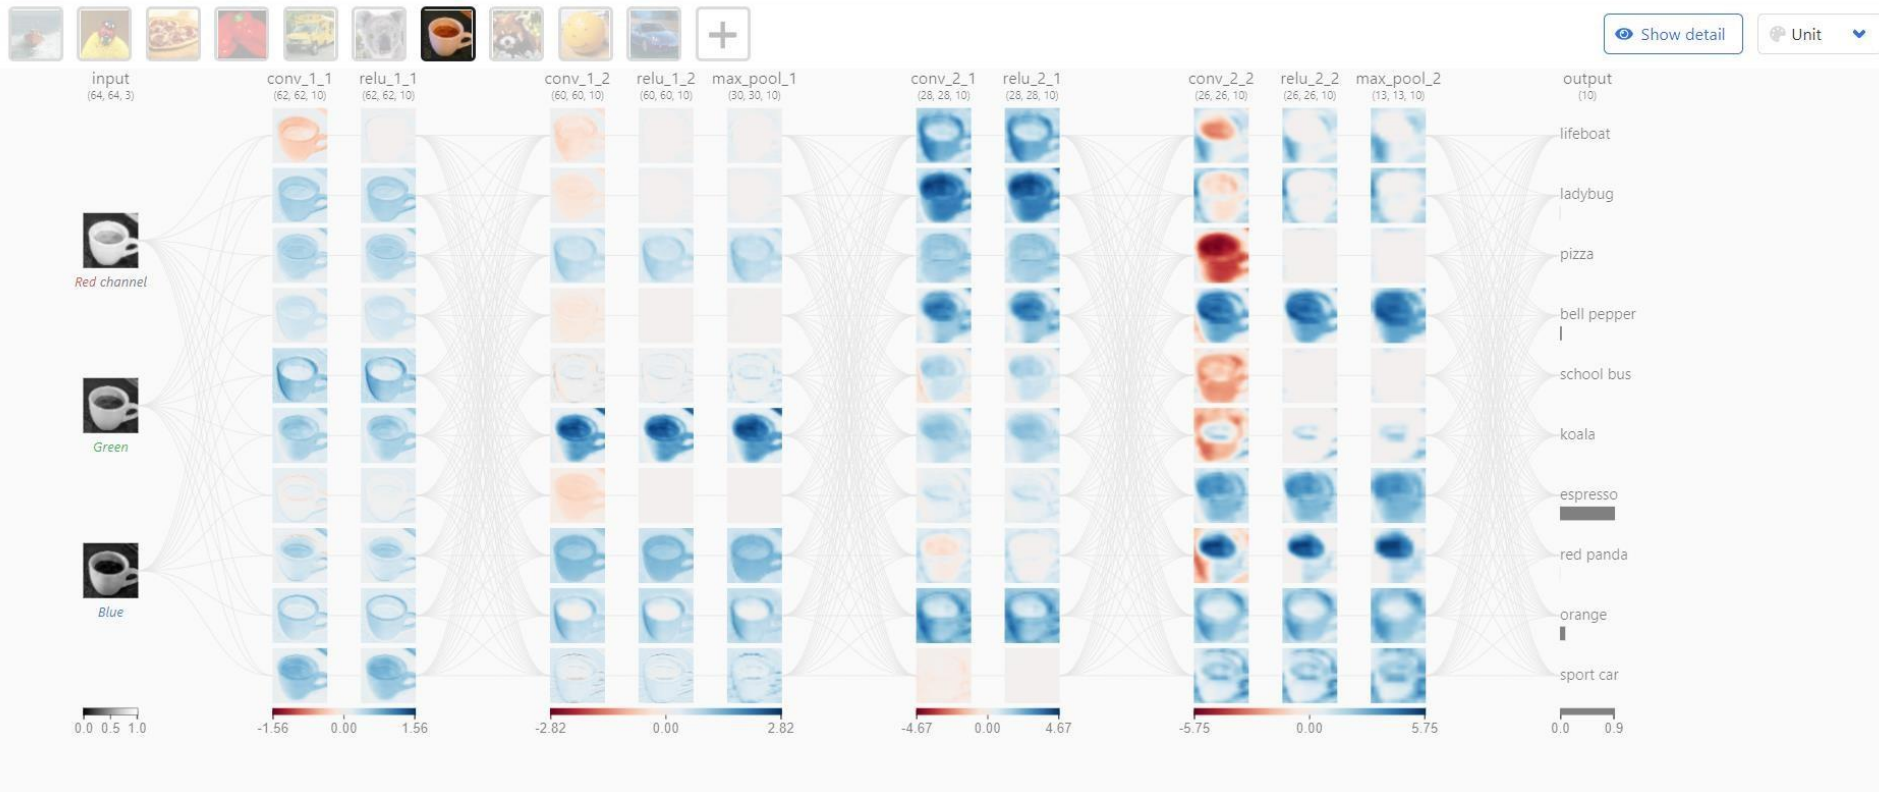 Show detail
Unit
input conv_1_1 relu_1_1 conv_1_2 relu_1_2 max_pool_1 conv_2_1 relu_2_1 conv_2_2 relu_2_2 max_pool_2 output
(64, 64, 3) (62, 62, 10) (62, 62, 10) (60, 60, 10) (60, 60, 10) (30, 30, 10) (28, 28, 10) (28, 28, 10) (26, 26, 10) (26, 26, 10) (13, 13, 10) (10)
lifeboat
ladybug
pizza
Red channel
bell pepper
school bus
koala
Green
espresso
red panda
Blue
orange
sport car
0.0 0.5 1.0 -1.56 0.00 1.56 -2.82 0.00 2.82 -4.67 0.00 4.67 -5.75 0.00 5.75 0.0 0.9